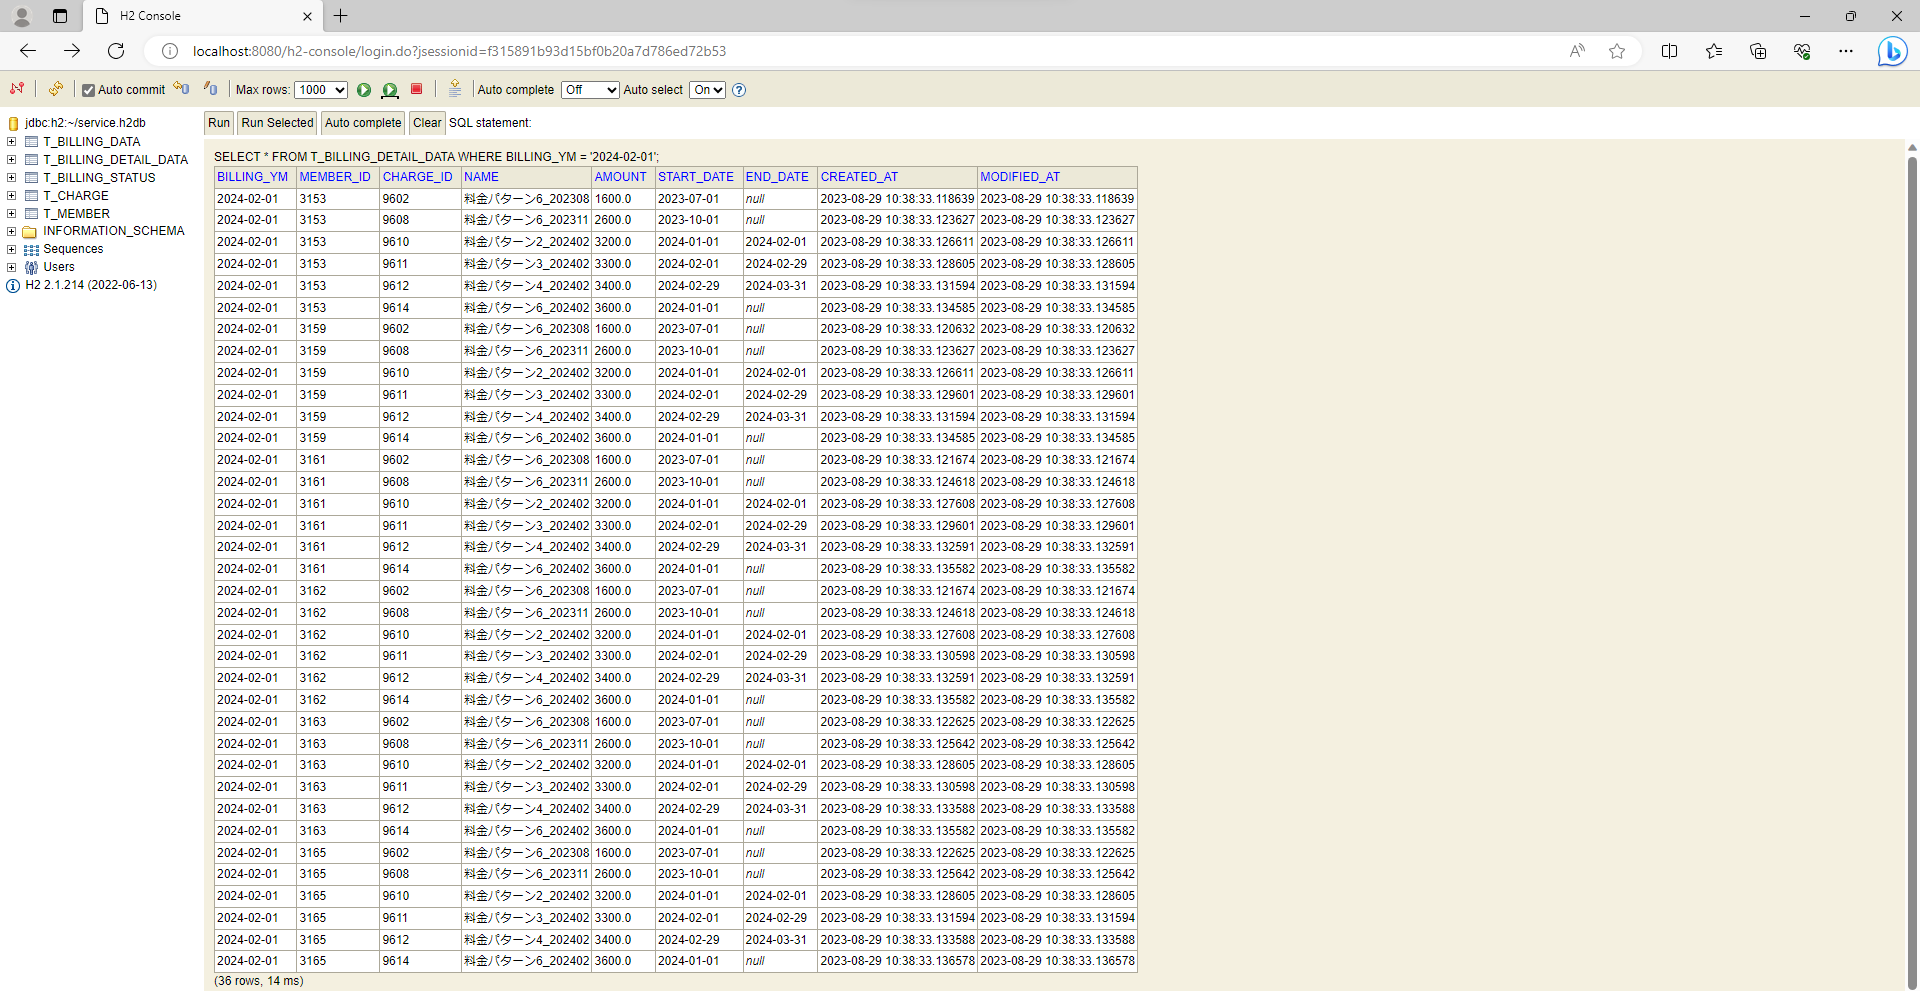 H2 Console
localhost:8080/h2-console/login.do?jsessionid=f315891b93d15bf0b20a7d786ed72b53
Auto commit Max rows: 1000 Auto complete Off Auto select On
jdbc:h2:~/service.h2db
T_BILLING_DATA
T_BILLING_DETAIL_DATA
T_BILLING_STATUS
T_CHARGE
T_MEMBER
INFORMATION_SCHEMA
Sequences
Users
H2 2.1.214 (2022-06-13)
Run Run Selected Auto complete Clear SQL statement:
SELECT * FROM T_BILLING_DETAIL_DATA WHERE BILLING_YM = '2024-02-01';
BILLING_YM MEMBER_ID CHARGE_ID NAME AMOUNT START_DATE END_DATE CREATED_AT MODIFIED_AT
2024-02-01 3153 9602 料金パターン6_202308 1600.0 2023-07-01 null 2023-08-29 10:38:33.118639 2023-08-29 10:38:33.118639
2024-02-01 3153 9608 料金パターン6_202311 2600.0 2023-10-01 null 2023-08-29 10:38:33.123627 2023-08-29 10:38:33.123627
2024-02-01 3153 9610 料金パターン2_202402 3200.0 2024-01-01 2024-02-01 2023-08-29 10:38:33.126611 2023-08-29 10:38:33.126611
2024-02-01 3153 9611 料金パターン3_202402 3300.0 2024-02-01 2024-02-29 2023-08-29 10:38:33.128605 2023-08-29 10:38:33.128605
2024-02-01 3153 9612 料金パターン4_202402 3400.0 2024-02-29 2024-03-31 2023-08-29 10:38:33.131594 2023-08-29 10:38:33.131594
2024-02-01 3153 9614 料金パターン6_202402 3600.0 2024-01-01 null 2023-08-29 10:38:33.134585 2023-08-29 10:38:33.134585
2024-02-01 3159 9602 料金パターン6_202308 1600.0 2023-07-01 null 2023-08-29 10:38:33.120632 2023-08-29 10:38:33.120632
2024-02-01 3159 9608 料金パターン6_202311 2600.0 2023-10-01 null 2023-08-29 10:38:33.123627 2023-08-29 10:38:33.123627
2024-02-01 3159 9610 料金パターン2_202402 3200.0 2024-01-01 2024-02-01 2023-08-29 10:38:33.126611 2023-08-29 10:38:33.126611
2024-02-01 3159 9611 料金パターン3_202402 3300.0 2024-02-01 2024-02-29 2023-08-29 10:38:33.129601 2023-08-29 10:38:33.129601
2024-02-01 3159 9612 料金パターン4_202402 3400.0 2024-02-29 2024-03-31 2023-08-29 10:38:33.131594 2023-08-29 10:38:33.131594
2024-02-01 3159 9614 料金パターン6_202402 3600.0 2024-01-01 null 2023-08-29 10:38:33.134585 2023-08-29 10:38:33.134585
2024-02-01 3161 9602 料金パターン6_202308 1600.0 2023-07-01 null 2023-08-29 10:38:33.121674 2023-08-29 10:38:33.121674
2024-02-01 3161 9608 料金パターン6_202311 2600.0 2023-10-01 null 2023-08-29 10:38:33.124618 2023-08-29 10:38:33.124618
2024-02-01 3161 9610 料金パターン2_202402 3200.0 2024-01-01 2024-02-01 2023-08-29 10:38:33.127608 2023-08-29 10:38:33.127608
2024-02-01 3161 9611 料金パターン3_202402 3300.0 2024-02-01 2024-02-29 2023-08-29 10:38:33.129601 2023-08-29 10:38:33.129601
2024-02-01 3161 9612 料金パターン4_202402 3400.0 2024-02-29 2024-03-31 2023-08-29 10:38:33.132591 2023-08-29 10:38:33.132591
2024-02-01 3161 9614 料金パターン6_202402 3600.0 2024-01-01 null 2023-08-29 10:38:33.135582 2023-08-29 10:38:33.135582
2024-02-01 3162 9602 料金パターン6_202308 1600.0 2023-07-01 null 2023-08-29 10:38:33.121674 2023-08-29 10:38:33.121674
2024-02-01 3162 9608 料金パターン6_202311 2600.0 2023-10-01 null 2023-08-29 10:38:33.124618 2023-08-29 10:38:33.124618
2024-02-01 3162 9610 料金パターン2_202402 3200.0 2024-01-01 2024-02-01 2023-08-29 10:38:33.127608 2023-08-29 10:38:33.127608
2024-02-01 3162 9611 料金パターン3_202402 3300.0 2024-02-01 2024-02-29 2023-08-29 10:38:33.130598 2023-08-29 10:38:33.130598
2024-02-01 3162 9612 料金パターン4_202402 3400.0 2024-02-29 2024-03-31 2023-08-29 10:38:33.132591 2023-08-29 10:38:33.132591
2024-02-01 3162 9614 料金パターン6_202402 3600.0 2024-01-01 null 2023-08-29 10:38:33.135582 2023-08-29 10:38:33.135582
2024-02-01 3163 9602 料金パターン6_202308 1600.0 2023-07-01 null 2023-08-29 10:38:33.122625 2023-08-29 10:38:33.122625
2024-02-01 3163 9608 料金パターン6_202311 2600.0 2023-10-01 null 2023-08-29 10:38:33.125642 2023-08-29 10:38:33.125642
2024-02-01 3163 9610 料金パターン2_202402 3200.0 2024-01-01 2024-02-01 2023-08-29 10:38:33.128605 2023-08-29 10:38:33.128605
2024-02-01 3163 9611 料金パターン3_202402 3300.0 2024-02-01 2024-02-29 2023-08-29 10:38:33.130598 2023-08-29 10:38:33.130598
2024-02-01 3163 9612 料金パターン4_202402 3400.0 2024-02-29 2024-03-31 2023-08-29 10:38:33.133588 2023-08-29 10:38:33.133588
2024-02-01 3163 9614 料金パターン6_202402 3600.0 2024-01-01 null 2023-08-29 10:38:33.135582 2023-08-29 10:38:33.135582
2024-02-01 3165 9602 料金パターン6_202308 1600.0 2023-07-01 null 2023-08-29 10:38:33.122625 2023-08-29 10:38:33.122625
2024-02-01 3165 9608 料金パターン6_202311 2600.0 2023-10-01 null 2023-08-29 10:38:33.125642 2023-08-29 10:38:33.125642
2024-02-01 3165 9610 料金パターン2_202402 3200.0 2024-01-01 2024-02-01 2023-08-29 10:38:33.128605 2023-08-29 10:38:33.128605
2024-02-01 3165 9611 料金パターン3_202402 3300.0 2024-02-01 2024-02-29 2023-08-29 10:38:33.131594 2023-08-29 10:38:33.131594
2024-02-01 3165 9612 料金パターン4_202402 3400.0 2024-02-29 2024-03-31 2023-08-29 10:38:33.133588 2023-08-29 10:38:33.133588
2024-02-01 3165 9614 料金パターン6_202402 3600.0 2024-01-01 null 2023-08-29 10:38:33.136578 2023-08-29 10:38:33.136578
(36 rows, 14 ms)